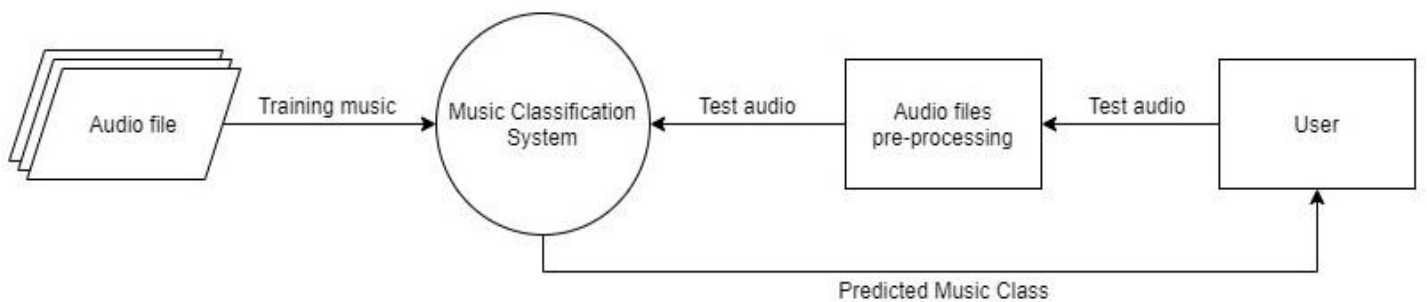 Audio file
Training music
Music Classification
System
Test audio
Audio files
pre-processing
Test audio
User
Predicted Music Class